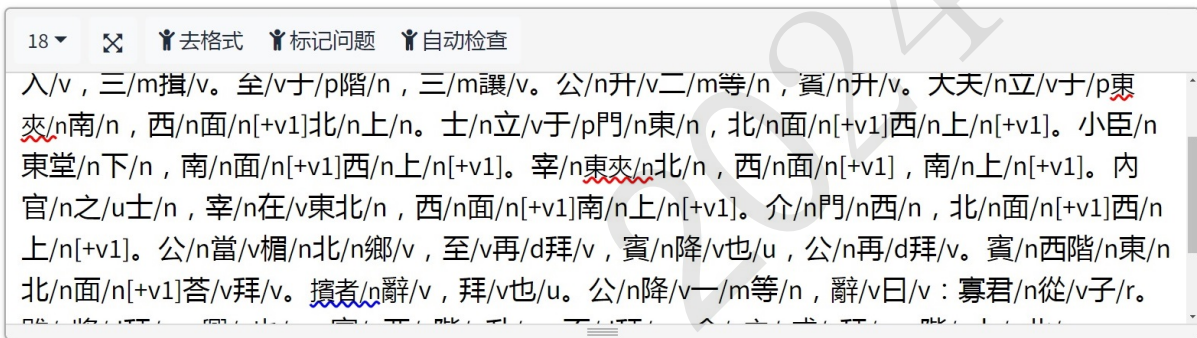 18 去格式 标记问题 自动检查
入/v，三/m揖/v。至/v于/p階/n，三/m讓/v。公/n升/v二/m等/n，賓/n升/v。大夫/n立/v于/p東
夾/n南/n，西/n面/n[+v1]北/n上/n。士/n立/v于/p門/n東/n，北/n面/n[+v1]西/n上/n[+v1]。小臣/n
東堂/n下/n，南/n面/n[+v1]西/n上/n[+v1]。宰/n東夾/n北/n，西/n面/n[+v1]，南/n上/n[+v1]。内
官/n之/u士/n，宰/n在/v東北/n，西/n面/n[+v1]南/n上/n[+v1]。介/n門/n西/n，北/n面/n[+v1]西/n
上/n[+v1]。公/n當/v楣/n北/n鄉/v，至/v再/d拜/v，賓/n降/v也/u，公/n再/d拜/v。賓/n西階/n東/n
北/n面/n[+v1]荅/v拜/v。擯者/n辭/v，拜/v也/u。公/n降/v一/m等/n，辭/v曰/v：寡君/n從/v子/r。
2024